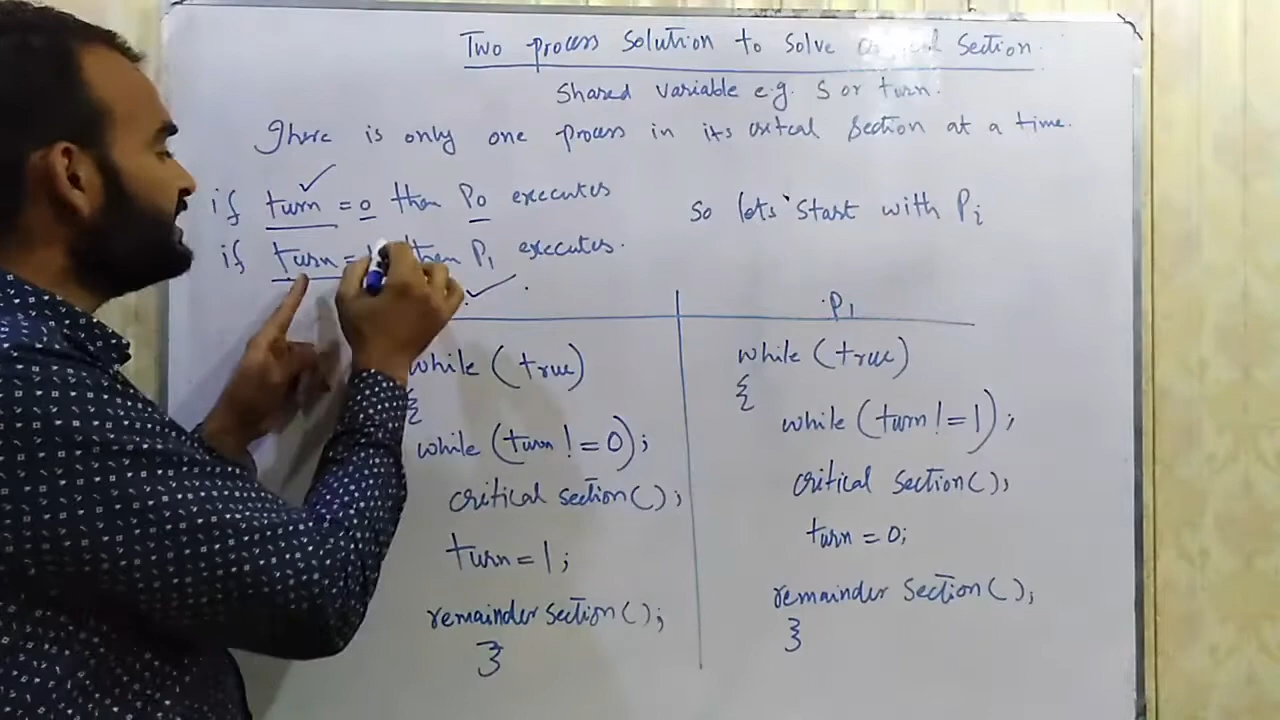 Two process Solution to Solve Section.
Shared variable e.g. S or turn.
There is only one process in its critcal Section at a time.
if turn = 0 then P0 executes
if turn = then P1 executes.
So lets Start with Pi
while (true)
{
while (turn != 0);
critical section();
turn = 1;
remainder section();
}
P1
while (true)
{
while (turn != 1);
critical section();
turn = 0;
remainder section();
}